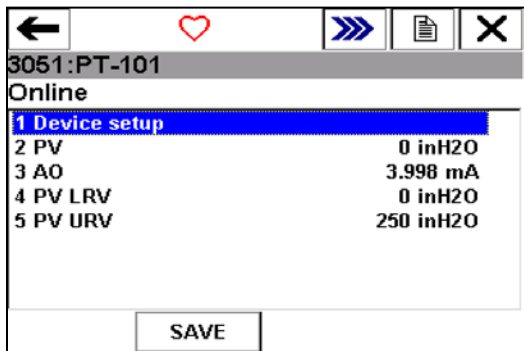 3051:PT-101
Online
1 Device setup
2 PV 0 inH2O
3 AO 3.998 mA
4 PV LRV 0 inH2O
5 PV URV 250 inH2O
SAVE